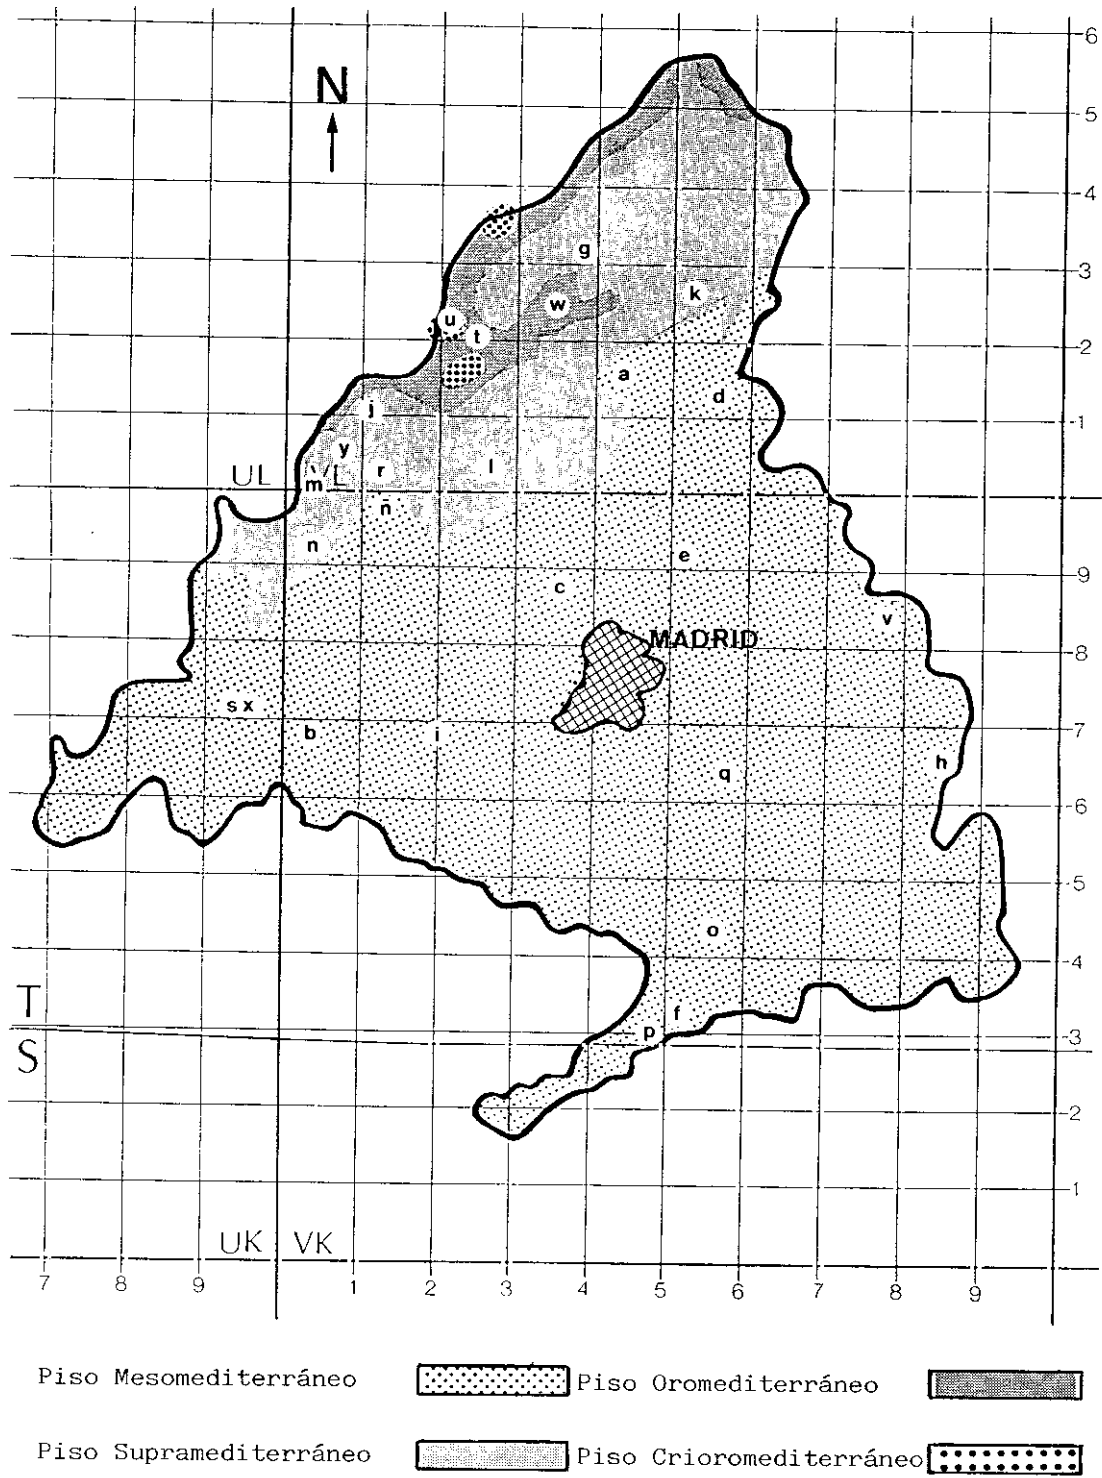 6
N
5
4
g
3
k
w
u
t
2
a
d
j
1
y
UL VL
r
l
m
ñ
n
e
9
c
v
MADRID
8
s x
7
b
i
h
q
6
5
o
4
T
f
p
3
S
2
1
UK VK
7 8 9 1 2 3 4 5 6 7 8 9
Piso Mesomediterráneo Piso Oromediterráneo
Piso Supramediterráneo Piso Crioromediterráneo